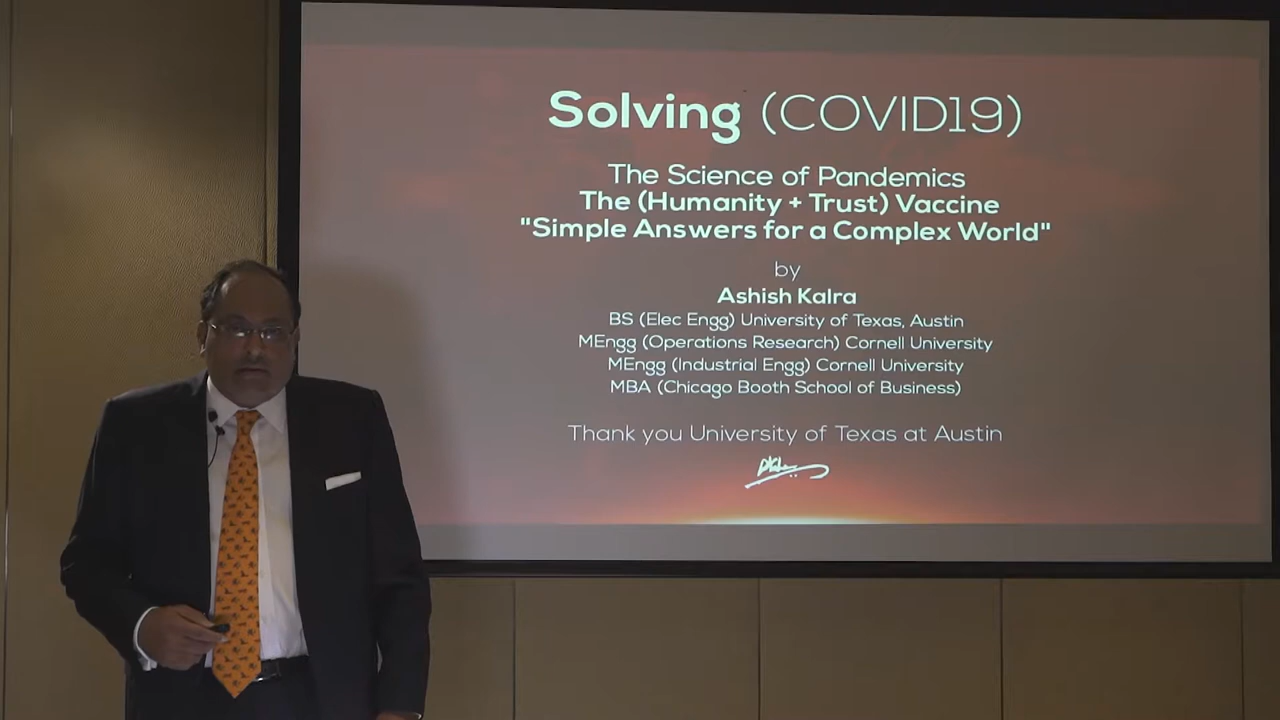 Solving (COVID19)
The Science of Pandemics
The (Humanity + Trust) Vaccine
"Simple Answers for a Complex World"
by
Ashish Kalra
BS (Elec Engg) University of Texas, Austin
MEngg (Operations Research) Cornell University
MEngg (Industrial Engg) Cornell University
MBA (Chicago Booth School of Business)
Thank you University of Texas at Austin